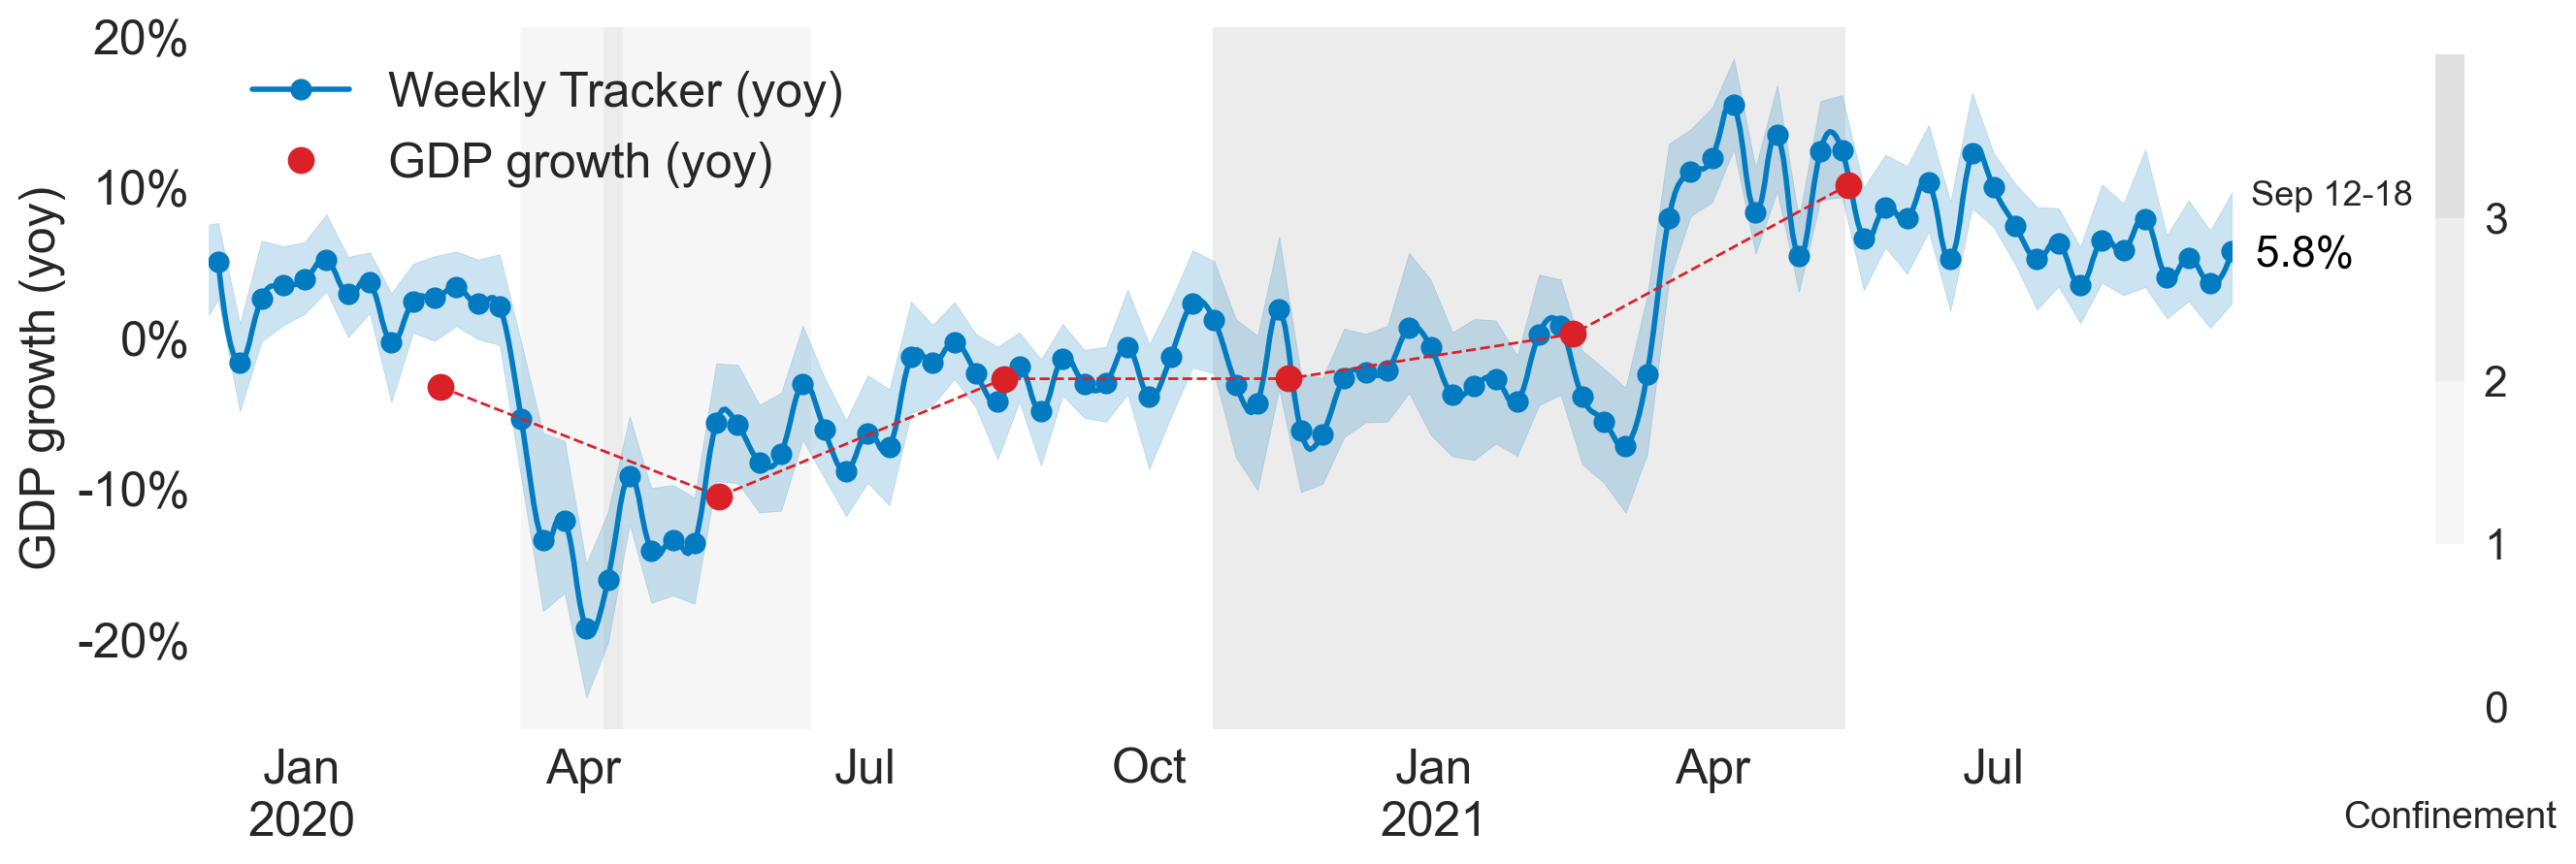 20%
10%
0%
-10%
-20%
GDP growth (yoy)
Weekly Tracker (yoy)
GDP growth (yoy)
Sep 12-18
5.8%
3
2
1
0
Confinement
Jan
2020
Apr
Jul
Oct
Jan
2021
Apr
Jul